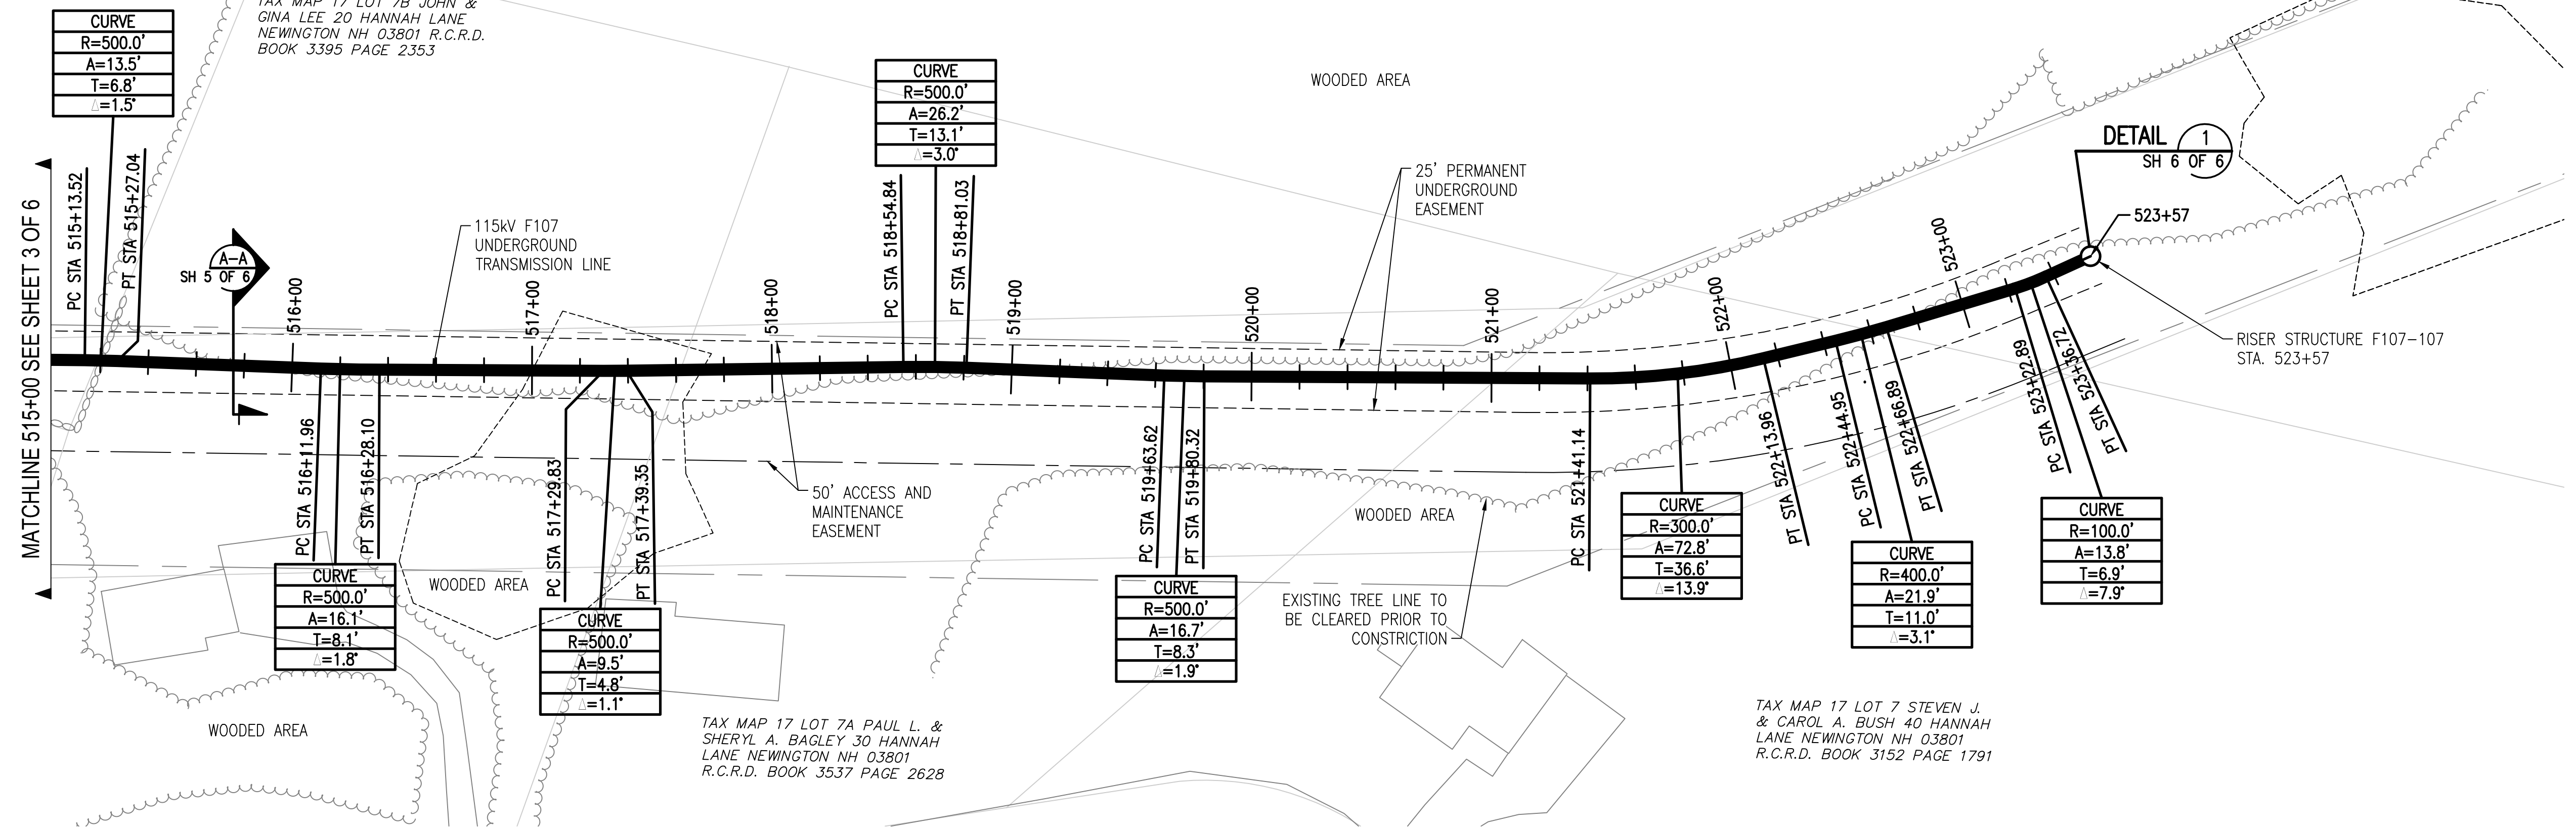 TAX MAP 17 LOT 7B JOHN &
GINA LEE 20 HANNAH LANE
NEWINGTON NH 03801 R.C.R.D.
BOOK 3395 PAGE 2353
CURVE
R=500.0'
A=13.5'
T=6.8'
Δ=1.5°
CURVE
R=500.0'
A=26.2'
T=13.1'
Δ=3.0°
WOODED AREA
DETAIL 1
SH 6 OF 6
MATCHLINE 515+00 SEE SHEET 3 OF 6
PC STA 515+13.52
PT STA 515+27.04
A-A
SH 5 OF 6
115kV F107
UNDERGROUND
TRANSMISSION LINE
PC STA 518+54.84
PT STA 518+81.03
25' PERMANENT
UNDERGROUND
EASEMENT
523+57
516+00
517+00
518+00
519+00
520+00
521+00
522+00
523+00
RISER STRUCTURE F107-107
STA. 523+57
PC STA 516+11.96
PT STA 516+28.10
PC STA 517+29.83
PT STA 517+39.35
50' ACCESS AND
MAINTENANCE
EASEMENT
PC STA 519+63.62
PT STA 519+80.32
PC STA 521+41.14
PT STA 522+13.96
PC STA 522+44.95
PT STA 522+66.89
PC STA 523+22.89
PT STA 523+36.72
WOODED AREA
CURVE
R=500.0'
A=16.1'
T=8.1'
Δ=1.8°
WOODED AREA
CURVE
R=500.0'
A=9.5'
T=4.8'
Δ=1.1°
CURVE
R=500.0'
A=16.7'
T=8.3'
Δ=1.9°
EXISTING TREE LINE TO
BE CLEARED PRIOR TO
CONSTRICTION
CURVE
R=300.0'
A=72.8'
T=36.6'
Δ=13.9°
CURVE
R=400.0'
A=21.9'
T=11.0'
Δ=3.1°
CURVE
R=100.0'
A=13.8'
T=6.9'
Δ=7.9°
WOODED AREA
TAX MAP 17 LOT 7A PAUL L. &
SHERYL A. BAGLEY 30 HANNAH
LANE NEWINGTON NH 03801
R.C.R.D. BOOK 3537 PAGE 2628
TAX MAP 17 LOT 7 STEVEN J.
& CAROL A. BUSH 40 HANNAH
LANE NEWINGTON NH 03801
R.C.R.D. BOOK 3152 PAGE 1791